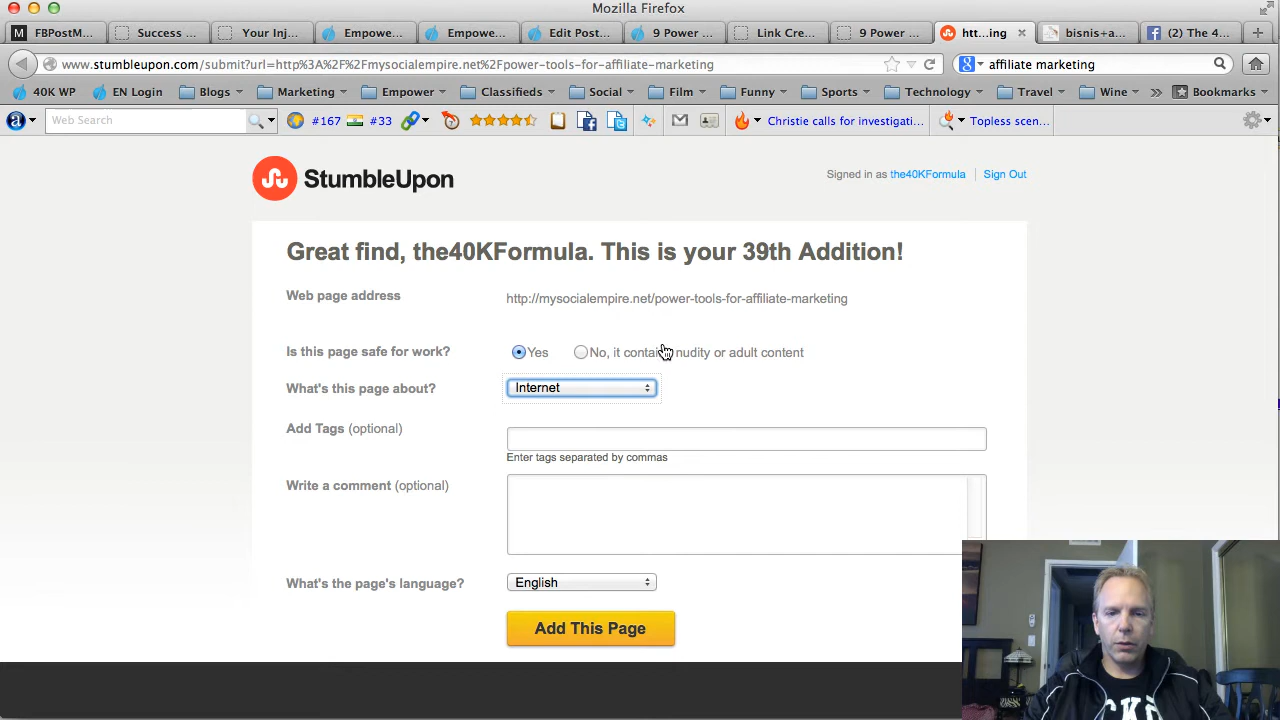 Mozilla Firefox
FBPostM...
Success ...
Your Inj...
Empowe...
Empowe...
Edit Post...
9 Power ...
Link Cre...
9 Power ...
htt...ing
bisnis+a...
(2) The 4...
www.stumbleupon.com/submit?url=http%3A%2F%2Fmysocialempire.net%2Fpower-tools-for-affiliate-marketing
affiliate marketing
40K WP
EN Login
Blogs
Marketing
Empower
Classifieds
Social
Film
Funny
Sports
Technology
Travel
Wine
Bookmarks
Web Search
#167
#33
Christie calls for investigati...
Topless scen...
StumbleUpon
Signed in as the40KFormula
Sign Out
Great find, the40KFormula. This is your 39th Addition!
Web page address
http://mysocialempire.net/power-tools-for-affiliate-marketing
Is this page safe for work?
Yes
No, it contai nudity or adult content
What's this page about?
Internet
Add Tags (optional)
Enter tags separated by commas
Write a comment (optional)
What's the page's language?
English
Add This Page